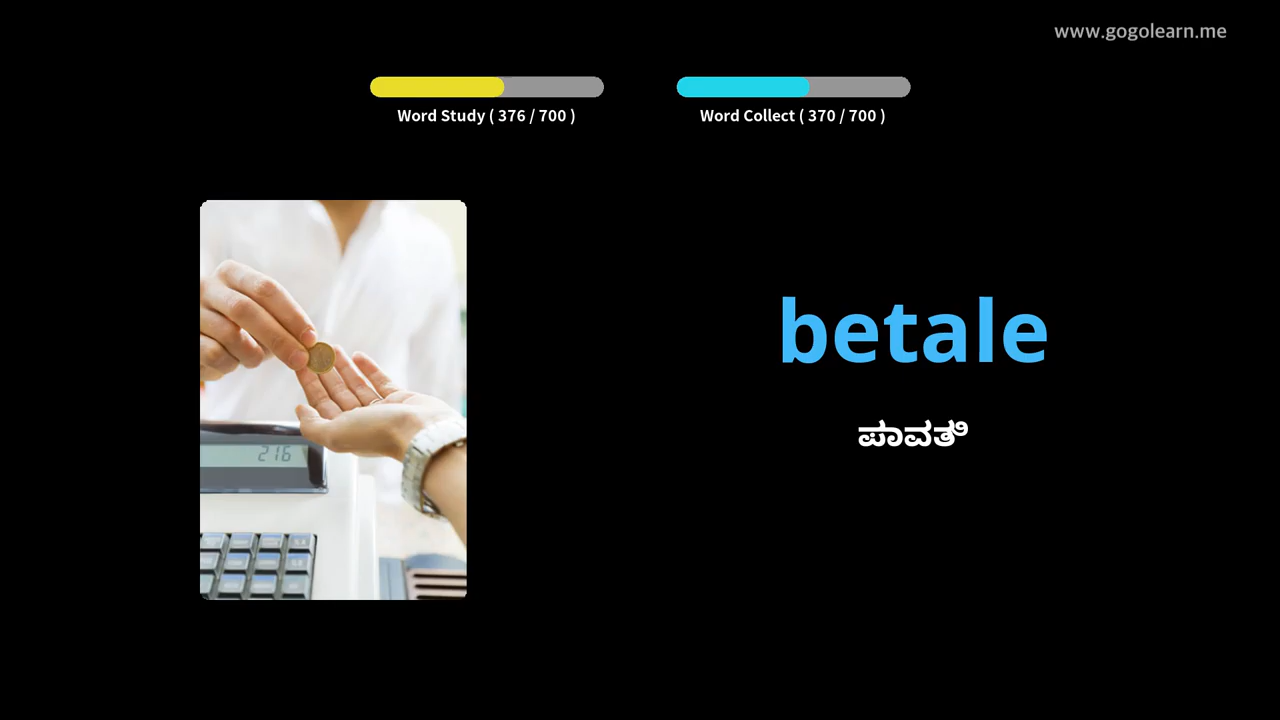 www.gogolearn.me
Word Study ( 376 / 700 )
Word Collect ( 370 / 700 )
betale
ಪಾವತಿ
216